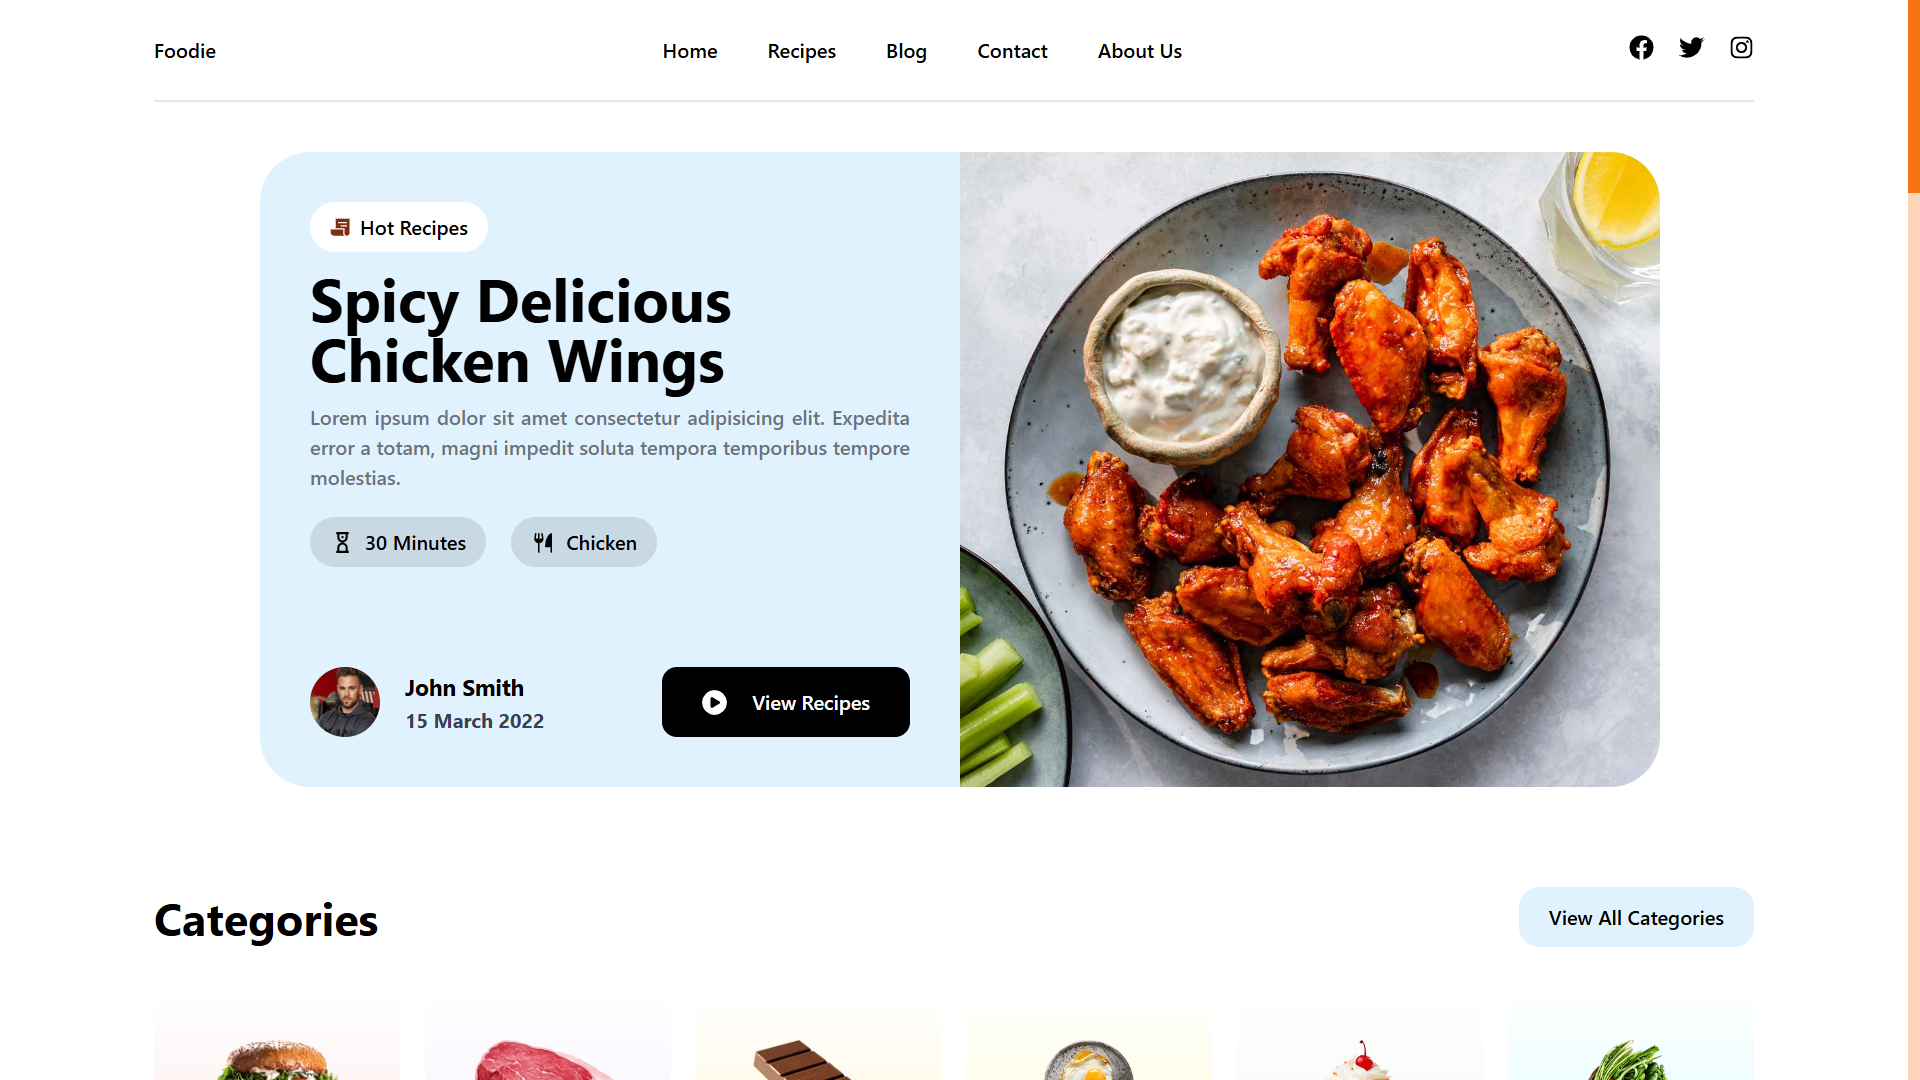 Foodie
Home Recipes Blog Contact About Us
Hot Recipes
Spicy Delicious
Chicken Wings
Lorem ipsum dolor sit amet consectetur adipisicing elit. Expedita
error a totam, magni impedit soluta tempora temporibus tempore
molestias.
30 Minutes
Chicken
John Smith
15 March 2022
View Recipes
Categories
View All Categories